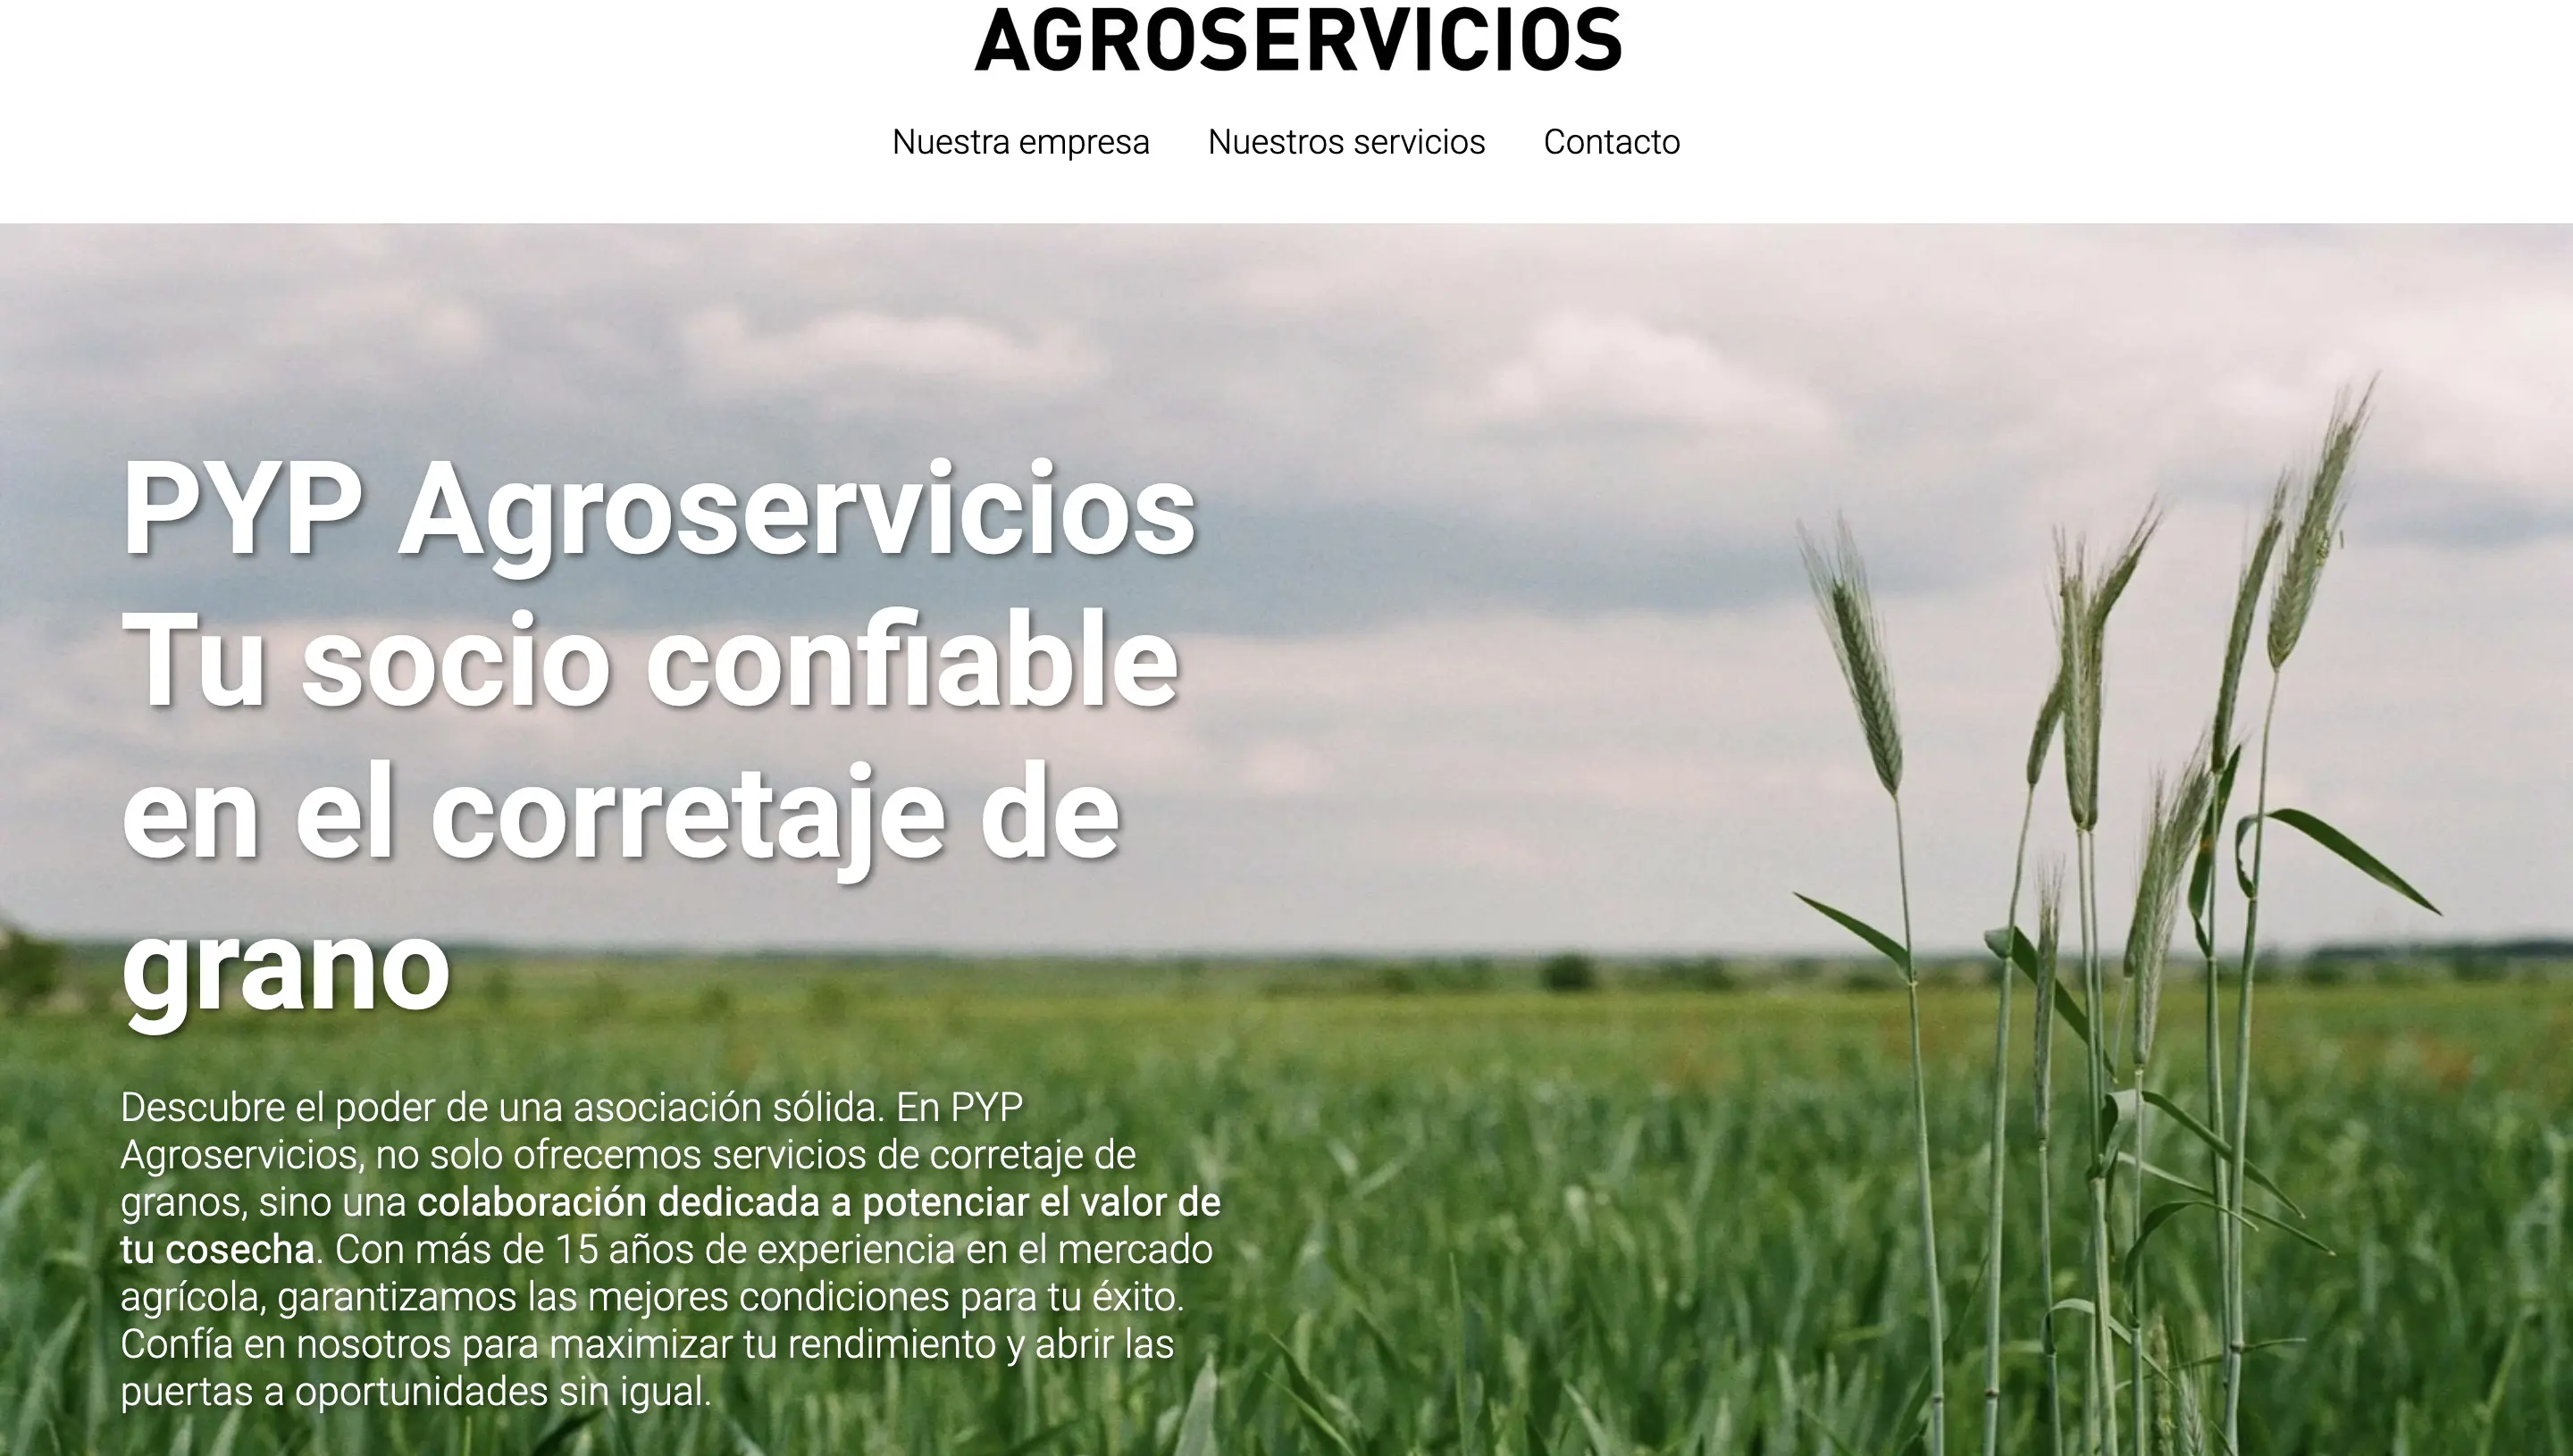 AGROSERVICIOS
Nuestra empresa Nuestros servicios Contacto
PYP Agroservicios
Tu socio confiable
en el corretaje de
grano
Descubre el poder de una asociación sólida. En PYP
Agroservicios, no solo ofrecemos servicios de corretaje de
granos, sino una colaboración dedicada a potenciar el valor de
tu cosecha. Con más de 15 años de experiencia en el mercado
agrícola, garantizamos las mejores condiciones para tu éxito.
Confía en nosotros para maximizar tu rendimiento y abrir las
puertas a oportunidades sin igual.